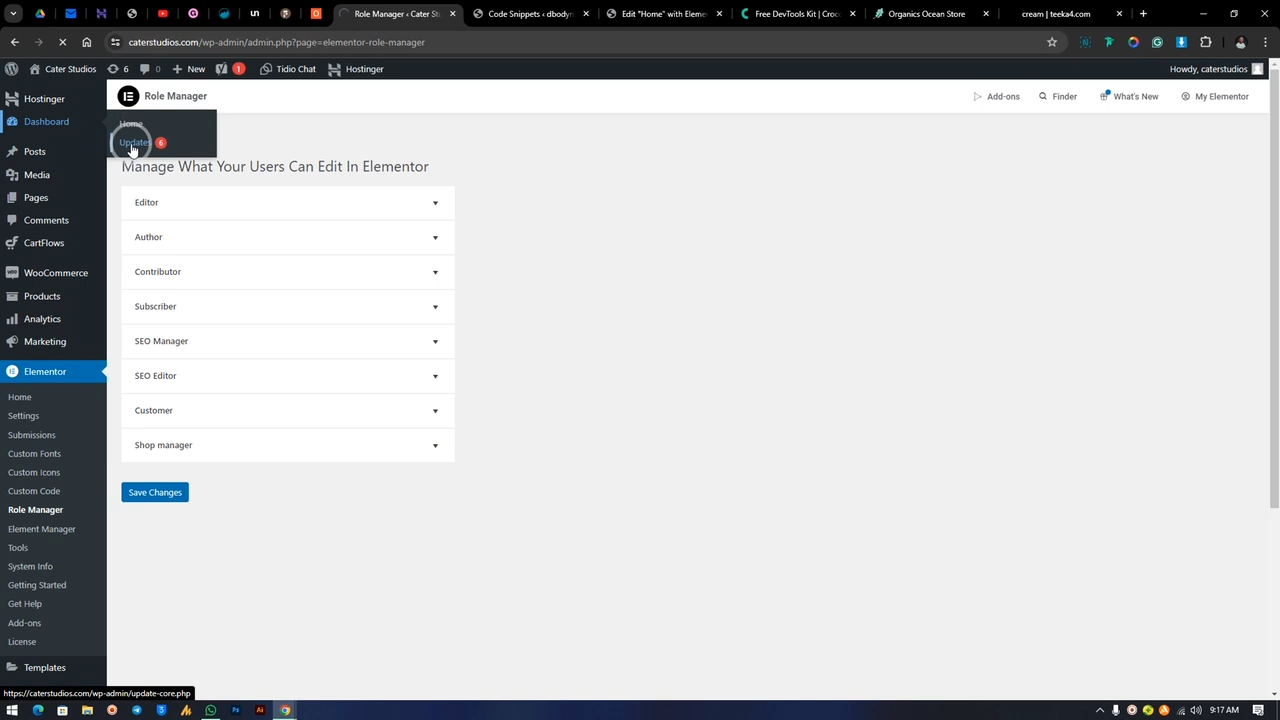 Role Manager ‹ Cater Stu
Code Snippets ‹ dbodyn
Edit "Home" with Elemen
Free DevTools Kit | Croc
Organics Ocean Store
cream | teeka4.com
caterstudios.com/wp-admin/admin.php?page=elementor-role-manager
Cater Studios
6
0
New
1
Tidio Chat
Hostinger
Howdy, caterstudios
Hostinger
Dashboard
Posts
Media
Pages
Comments
CartFlows
WooCommerce
Products
Analytics
Marketing
Elementor
Home
Settings
Submissions
Custom Fonts
Custom Icons
Custom Code
Role Manager
Element Manager
Tools
System Info
Getting Started
Get Help
Add-ons
License
Templates
Role Manager
Add-ons
Finder
What's New
My Elementor
Home
Updates 6
Manage What Your Users Can Edit In Elementor
Editor
Author
Contributor
Subscriber
SEO Manager
SEO Editor
Customer
Shop manager
Save Changes
https://caterstudios.com/wp-admin/update-core.php
9:17 AM